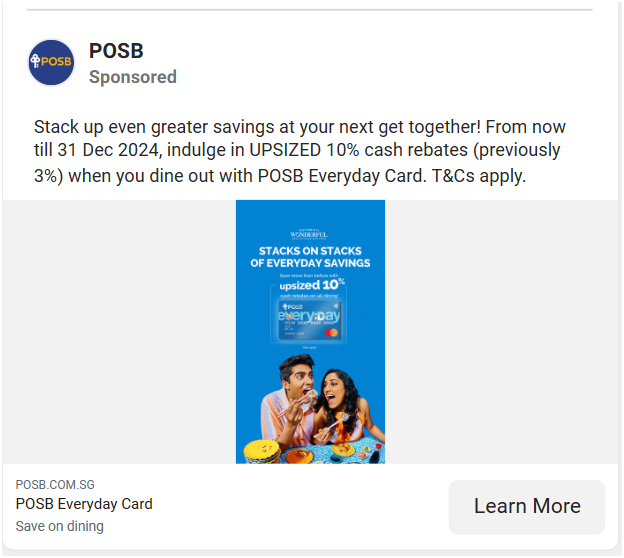 POSB
POSB
Sponsored
Stack up even greater savings at your next get together! From now
till 31 Dec 2024, indulge in UPSIZED 10% cash rebates (previously
3%) when you dine out with POSB Everyday Card. T&Cs apply.
WONDERFUL
STACKS ON STACKS
OF EVERYDAY SAVINGS
Save more than before with
upsized 10%
cash rebates on all dining
POSB
everyday
POSB.COM.SG
POSB Everyday Card
Save on dining
Learn More